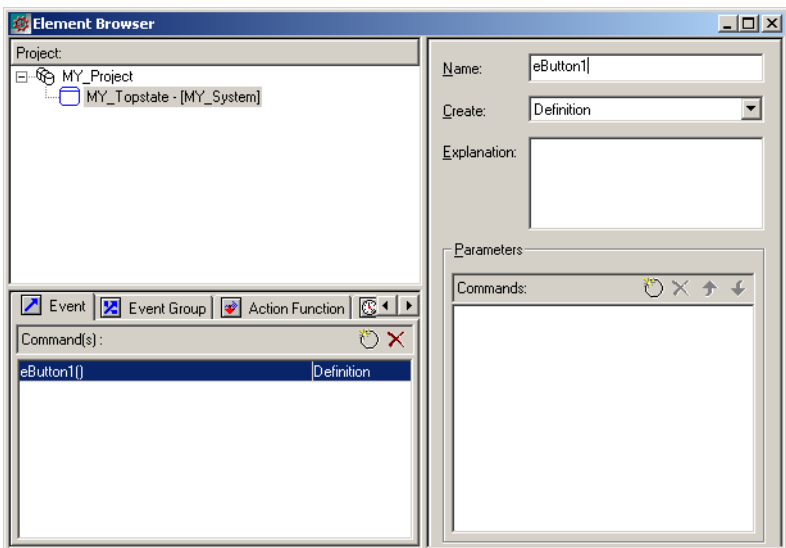 Element Browser
Project:
MY_Project
MY_Topstate - [MY_System]
Event
Event Group
Action Function
Command(s) :
eButton1()
Definition
Name:
eButton1
Create:
Definition
Explanation:
Parameters
Commands: